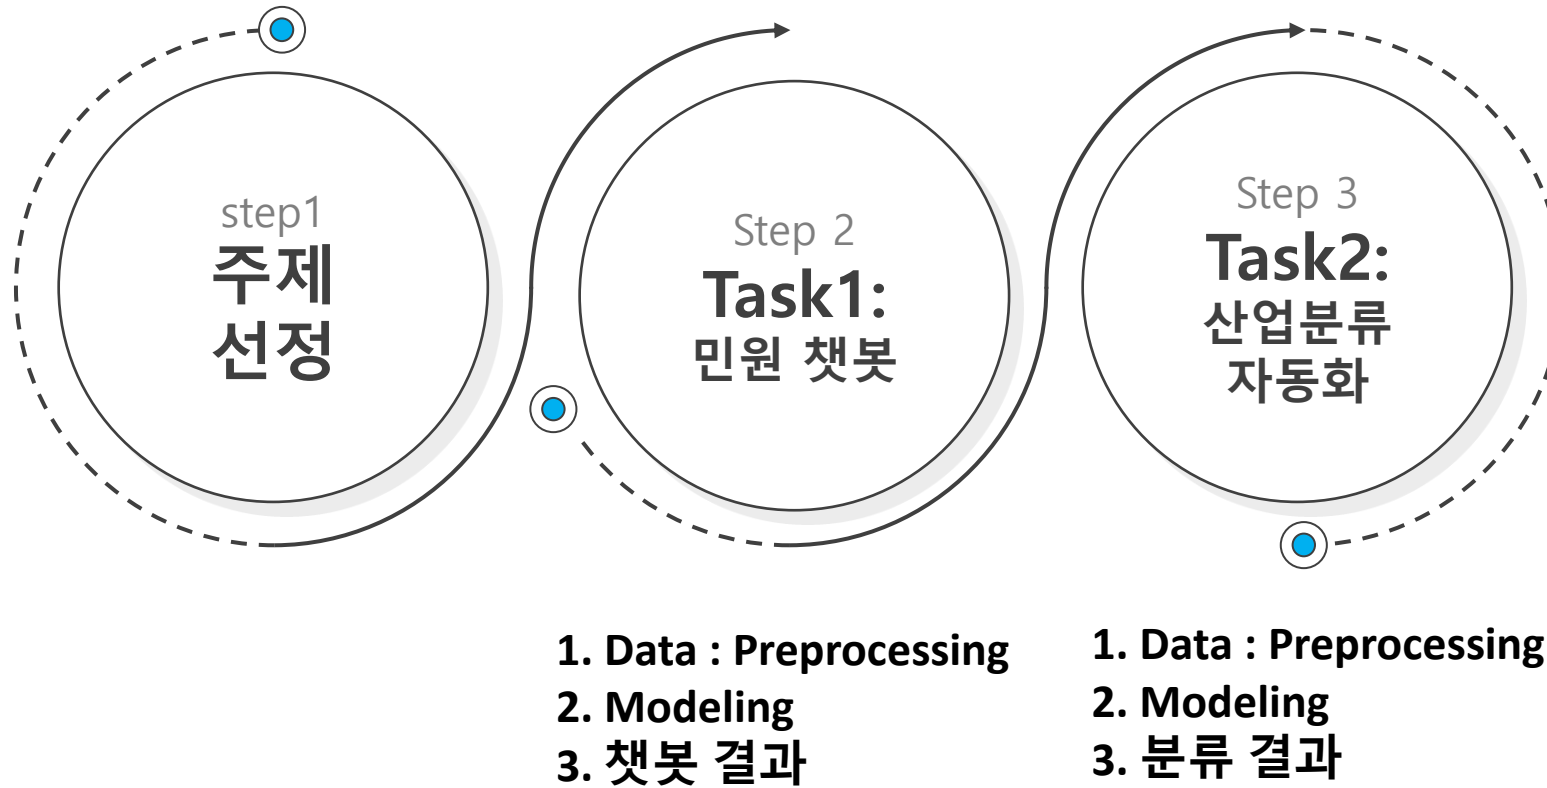 step1
주제
선정
Step 2
Task1:
민원 챗봇
Step 3
Task2:
산업분류
자동화
1. Data : Preprocessing
2. Modeling
3. 챗봇 결과
1. Data : Preprocessing
2. Modeling
3. 분류 결과